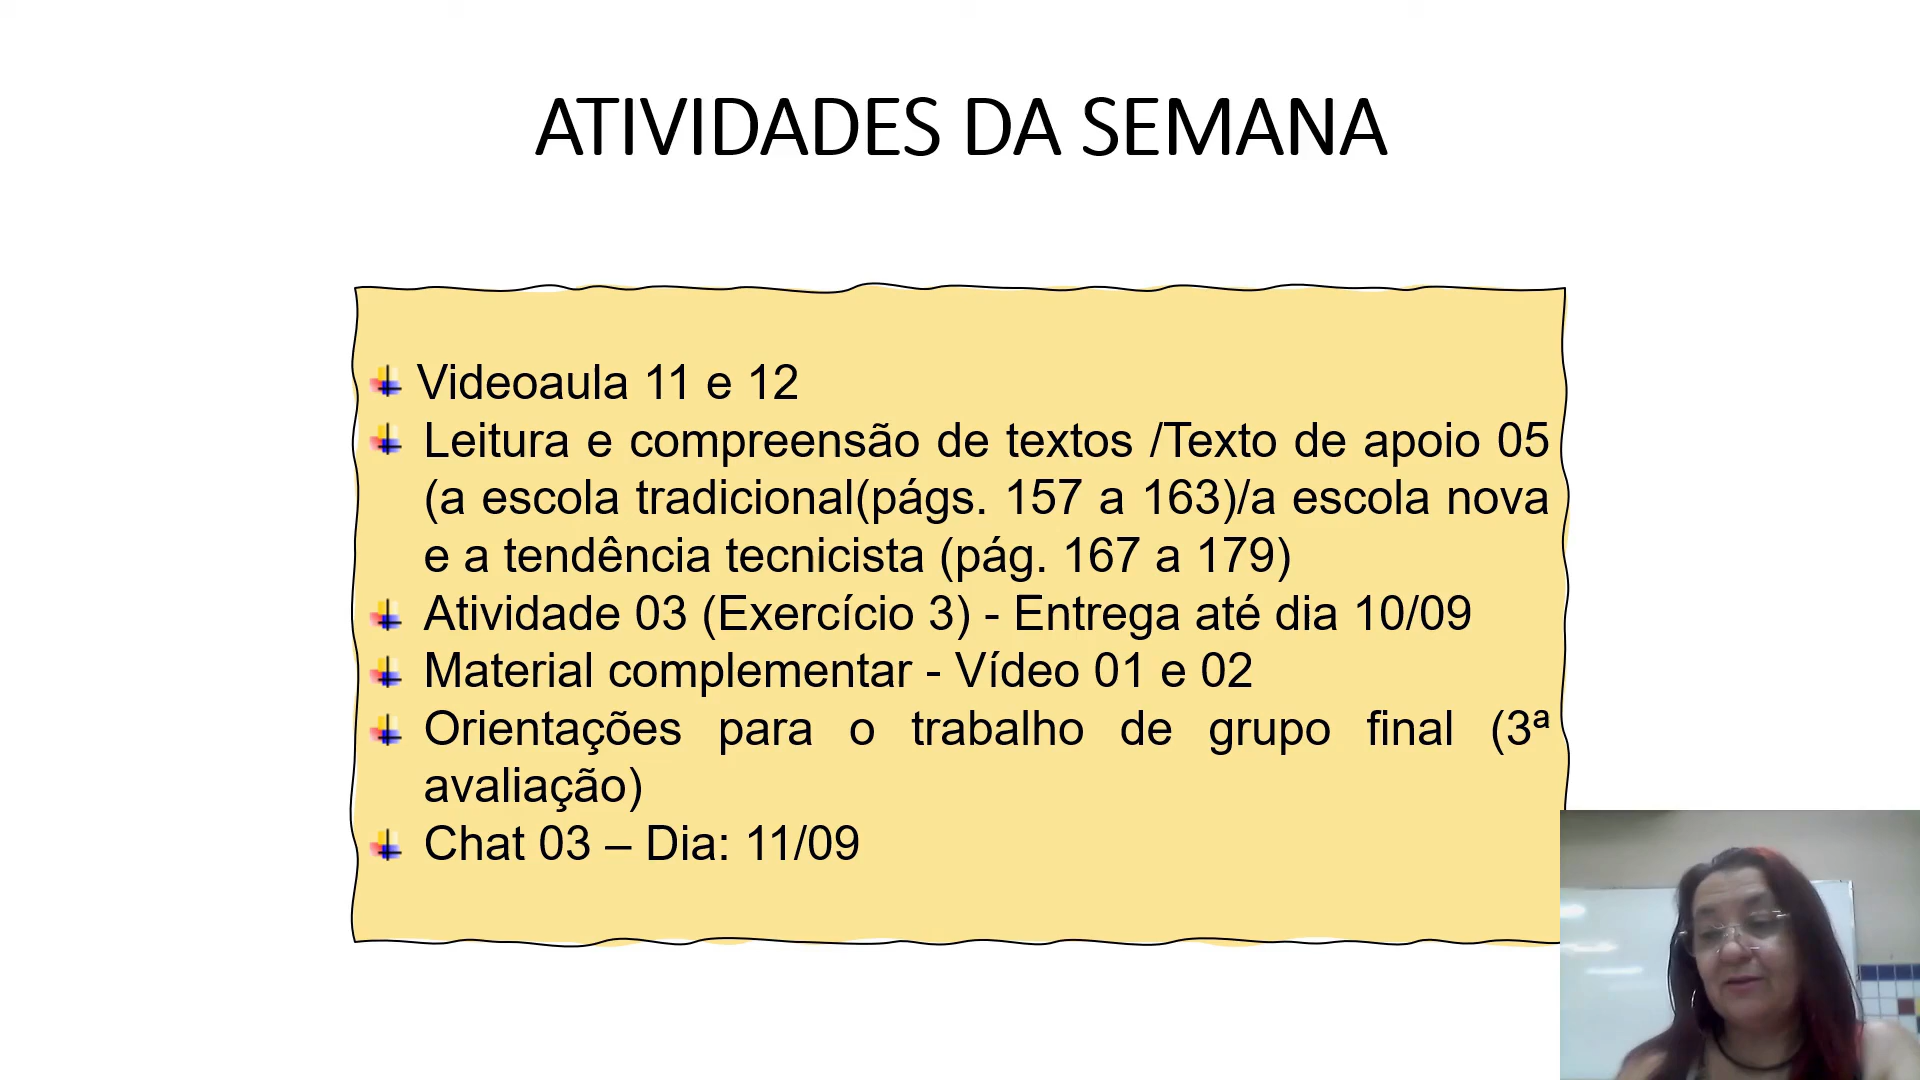 ATIVIDADES DA SEMANA
Videoaula 11 e 12
Leitura e compreensão de textos /Texto de apoio 05
(a escola tradicional(págs. 157 a 163)/a escola nova
e a tendência tecnicista (pág. 167 a 179)
Atividade 03 (Exercício 3) - Entrega até dia 10/09
Material complementar - Vídeo 01 e 02
Orientações para o trabalho de grupo final (3ª
avaliação)
Chat 03 – Dia: 11/09